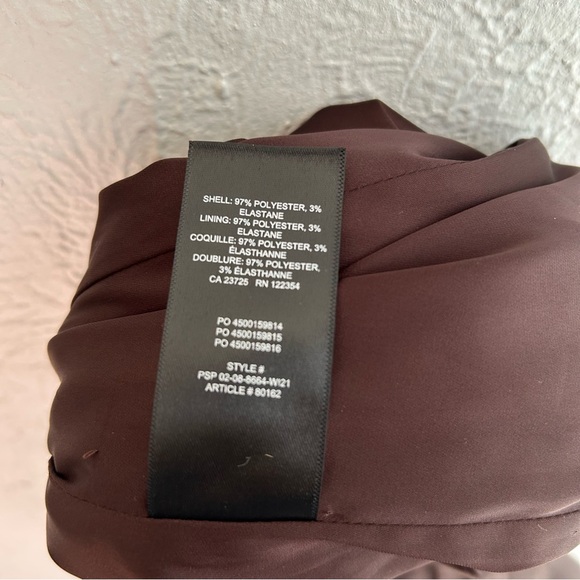 SHELL: 97% POLYESTER, 3%
ELASTANE
LINING: 97% POLYESTER, 3%
ELASTANE
COQUILLE: 97% POLYESTER, 3%
ÉLASTHANNE
DOUBLURE: 97% POLYESTER,
3% ÉLASTHANNE
CA 23725 RN 122354
PO 4500159814
PO 4500159815
PO 4500159816
STYLE #
PSP 02-08-8664-WI21
ARTICLE # 80162